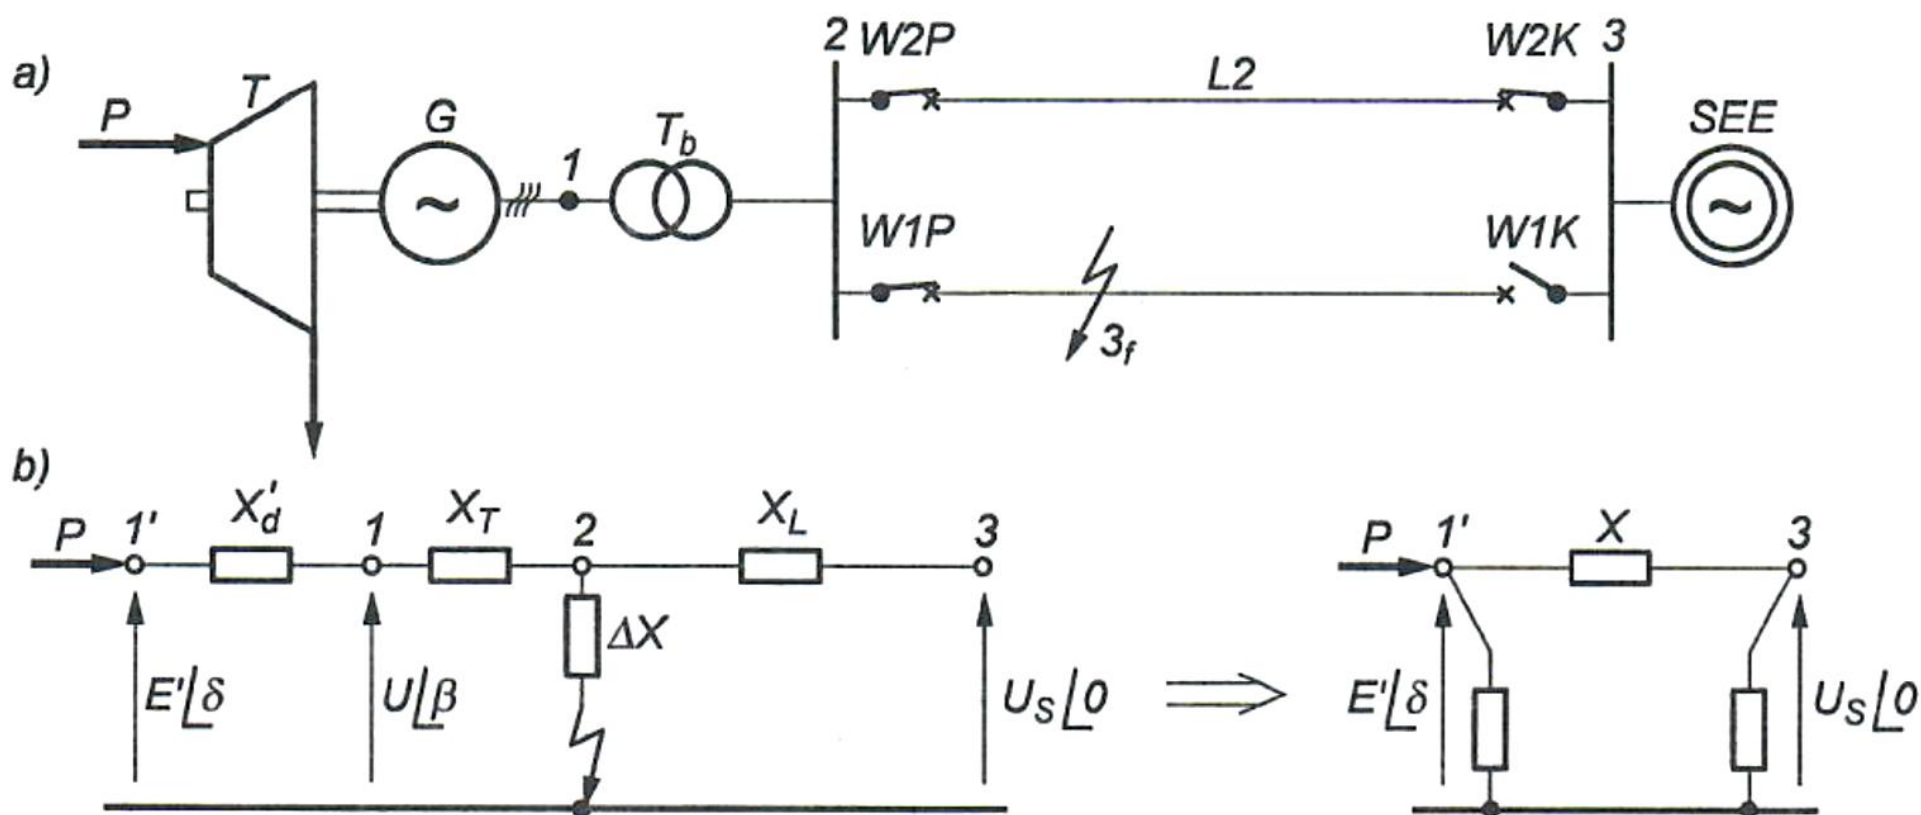 a)
P
T
G
~
1
T_b
2
W2P
L2
W2K
3
SEE
~
W1P
3_f
W1K
b)
P
1'
X'_d
1
X_T
2
X_L
3
ΔX
E'∠δ
U∠β
U_S∠0
P
1'
X
3
E'∠δ
U_S∠0